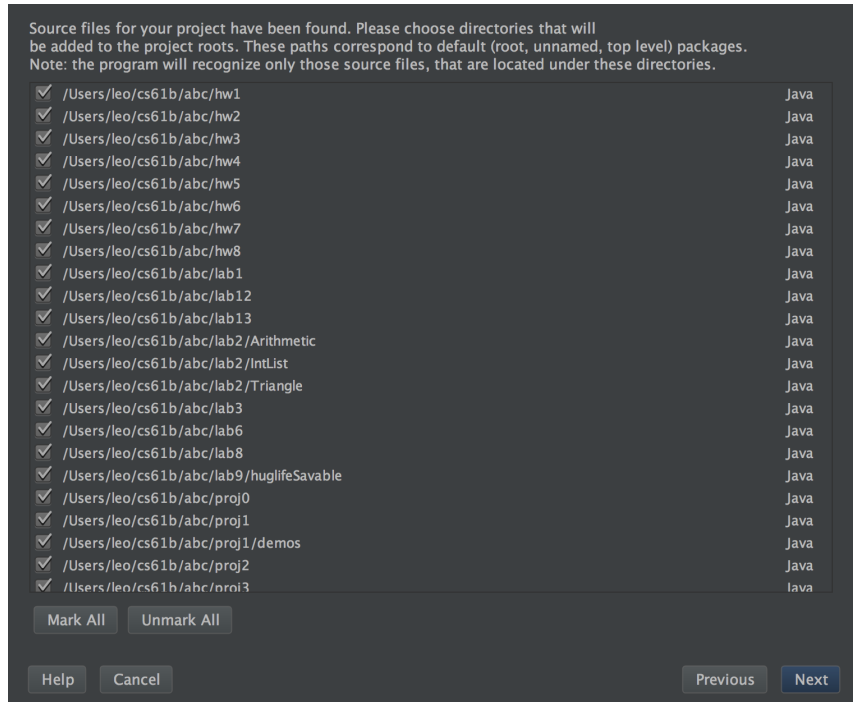 Source files for your project have been found. Please choose directories that will
be added to the project roots. These paths correspond to default (root, unnamed, top level) packages.
Note: the program will recognize only those source files, that are located under these directories.
/Users/leo/cs61b/abc/hw1 Java
/Users/leo/cs61b/abc/hw2 Java
/Users/leo/cs61b/abc/hw3 Java
/Users/leo/cs61b/abc/hw4 Java
/Users/leo/cs61b/abc/hw5 Java
/Users/leo/cs61b/abc/hw6 Java
/Users/leo/cs61b/abc/hw7 Java
/Users/leo/cs61b/abc/hw8 Java
/Users/leo/cs61b/abc/lab1 Java
/Users/leo/cs61b/abc/lab12 Java
/Users/leo/cs61b/abc/lab13 Java
/Users/leo/cs61b/abc/lab2/Arithmetic Java
/Users/leo/cs61b/abc/lab2/IntList Java
/Users/leo/cs61b/abc/lab2/Triangle Java
/Users/leo/cs61b/abc/lab3 Java
/Users/leo/cs61b/abc/lab6 Java
/Users/leo/cs61b/abc/lab8 Java
/Users/leo/cs61b/abc/lab9/huglifeSavable Java
/Users/leo/cs61b/abc/proj0 Java
/Users/leo/cs61b/abc/proj1 Java
/Users/leo/cs61b/abc/proj1/demos Java
/Users/leo/cs61b/abc/proj2 Java
/Users/leo/cs61b/abc/proj3 Java
Mark All Unmark All
Help Cancel Previous Next